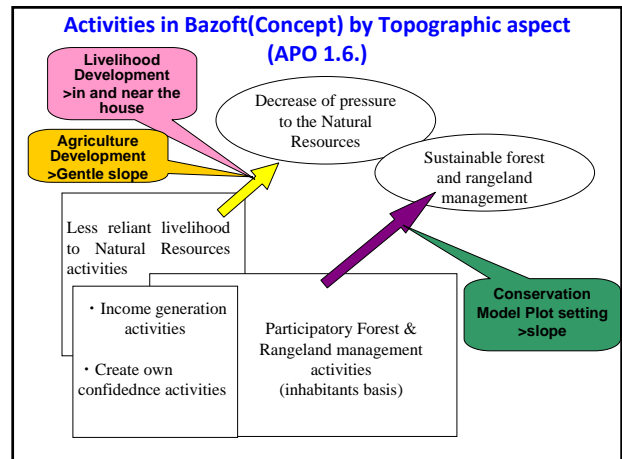 Activities in Bazoft(Concept) by Topographic aspect
(APO 1.6.)
Livelihood
Development
>in and near the
house
Decrease of pressure
to the Natural
Resources
Agriculture
Development
>Gentle slope
Sustainable forest
and rangeland
management
Less reliant livelihood
to Natural Resources
activities
・Income generation
activities
・Create own
confidednce activities
Participatory Forest &
Rangeland management
activities
(inhabitants basis)
Conservation
Model Plot setting
>slope